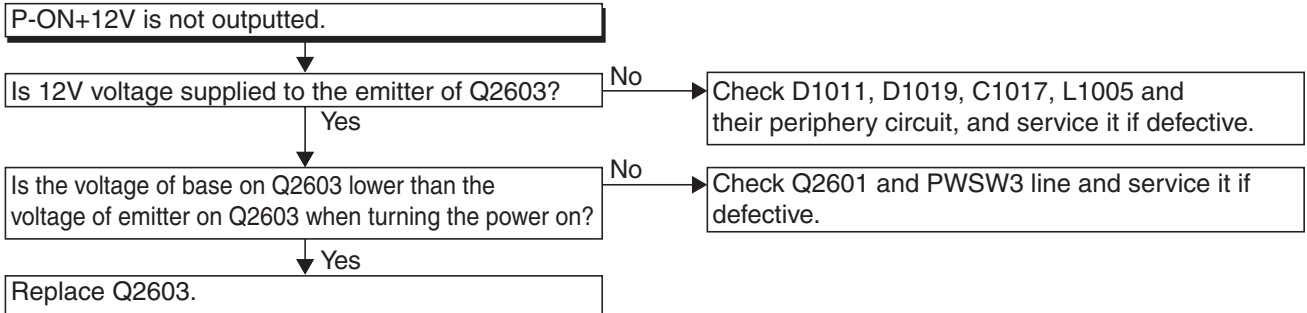 P-ON+12V is not outputted.
Is 12V voltage supplied to the emitter of Q2603?
No
Check D1011, D1019, C1017, L1005 and
their periphery circuit, and service it if defective.
Yes
Is the voltage of base on Q2603 lower than the
voltage of emitter on Q2603 when turning the power on?
No
Check Q2601 and PWSW3 line and service it if
defective.
Yes
Replace Q2603.